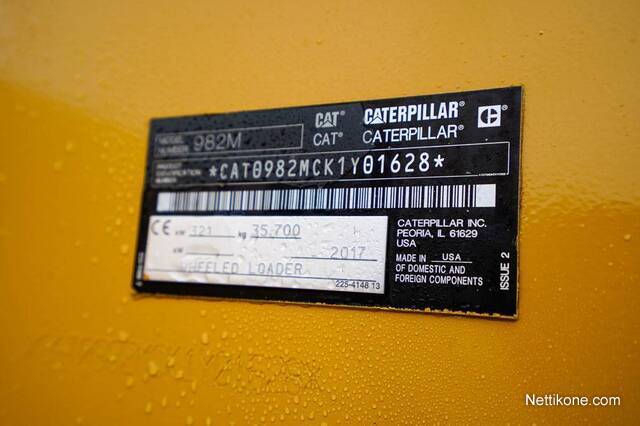 CAT CATERPILLAR
MODEL NUMBER 982M
CAT® CATERPILLAR®
PRODUCT IDENTIFICATION NUMBER *CAT0982MCK1Y01628*
CE kW 321 kg 35,700
kW 2017
WHEELED LOADER
225-4148 13
CATERPILLAR INC.
PEORIA, IL 61629
USA
MADE IN USA
OF DOMESTIC AND
FOREIGN COMPONENTS
ISSUE 2
Nettikone.com